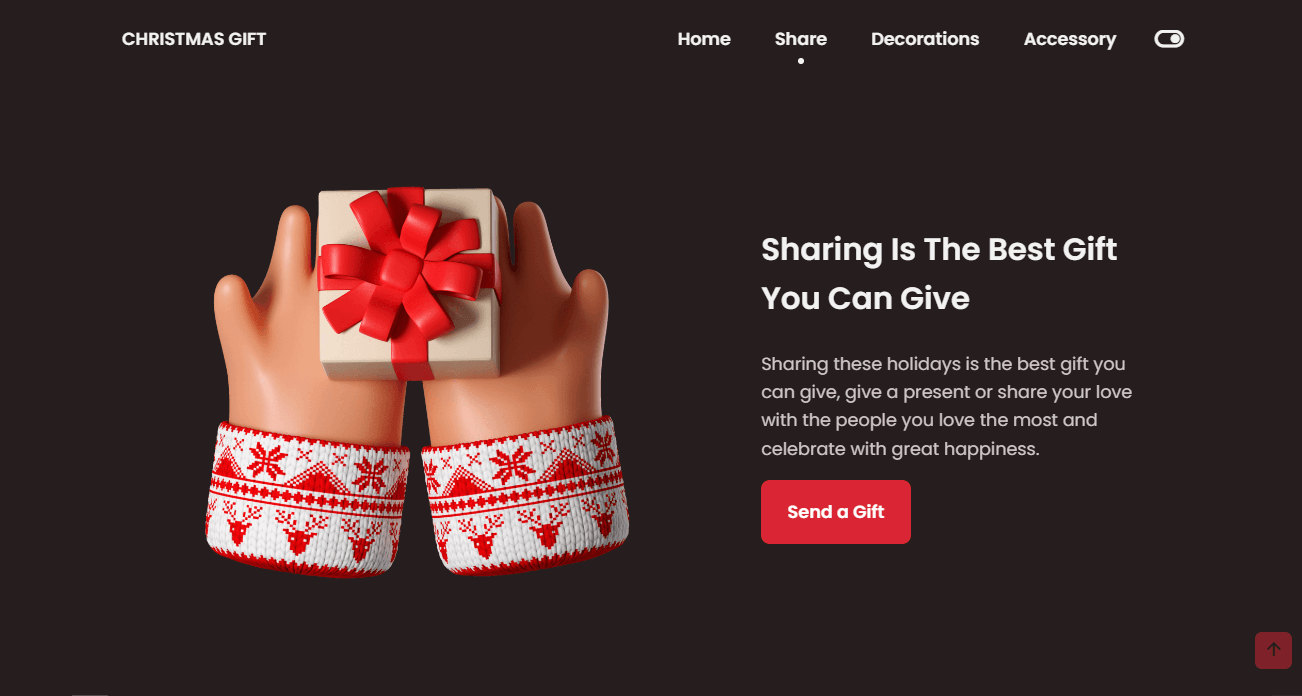 CHRISTMAS GIFT
Home Share Decorations Accessory
Sharing Is The Best Gift
You Can Give
Sharing these holidays is the best gift you
can give, give a present or share your love
with the people you love the most and
celebrate with great happiness.
Send a Gift